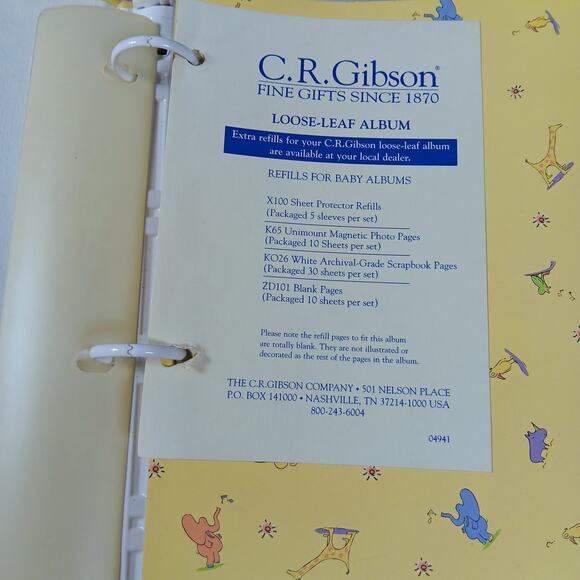 C.R.Gibson®
FINE GIFTS SINCE 1870
LOOSE-LEAF ALBUM
Extra refills for your C.R.Gibson loose-leaf album
are available at your local dealer.
REFILLS FOR BABY ALBUMS
X100 Sheet Protector Refills
(Packaged 5 sleeves per set)
K65 Unimount Magnetic Photo Pages
(Packaged 10 Sheets per set)
KO26 White Archival-Grade Scrapbook Pages
(Packaged 30 sheets per set)
ZD101 Blank Pages
(Packaged 10 sheets per set)
Please note the refill pages to fit this album
are totally blank. They are not illustrated or
decorated as the rest of the pages in the album.
THE C.R.GIBSON COMPANY • 501 NELSON PLACE
P.O. BOX 141000 • NASHVILLE, TN 37214-1000 USA
800-243-6004
04941